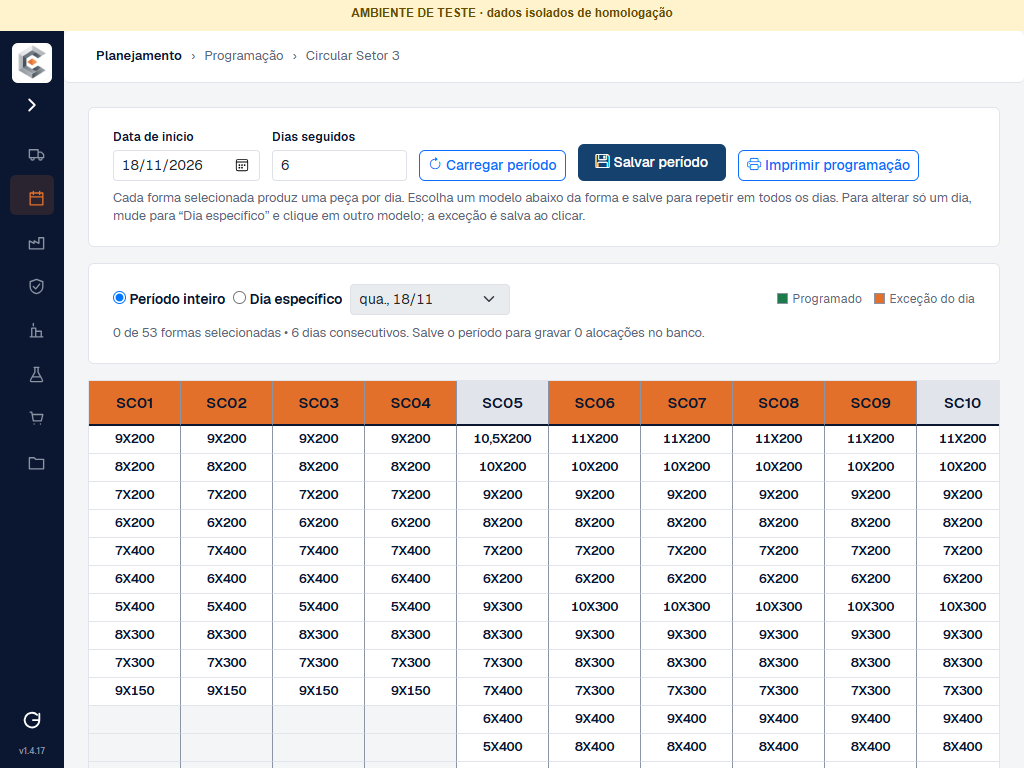 AMBIENTE DE TESTE · dados isolados de homologação
Planejamento › Programação › Circular Setor 3
Data de início Dias seguidos
18/11/2026 6 Carregar período Salvar período Imprimir programação
Cada forma selecionada produz uma peça por dia. Escolha um modelo abaixo da forma e salve para repetir em todos os dias. Para alterar só um dia,
mude para “Dia específico” e clique em outro modelo; a exceção é salva ao clicar.
Período inteiro Dia específico qua., 18/11 Programado Exceção do dia
0 de 53 formas selecionadas • 6 dias consecutivos. Salve o período para gravar 0 alocações no banco.
SC01 SC02 SC03 SC04 SC05 SC06 SC07 SC08 SC09 SC10
9X200 9X200 9X200 9X200 10,5X200 11X200 11X200 11X200 11X200 11X200
8X200 8X200 8X200 8X200 10X200 10X200 10X200 10X200 10X200 10X200
7X200 7X200 7X200 7X200 9X200 9X200 9X200 9X200 9X200 9X200
6X200 6X200 6X200 6X200 8X200 8X200 8X200 8X200 8X200 8X200
7X400 7X400 7X400 7X400 7X200 7X200 7X200 7X200 7X200 7X200
6X400 6X400 6X400 6X400 6X200 6X200 6X200 6X200 6X200 6X200
5X400 5X400 5X400 5X400 9X300 10X300 10X300 10X300 10X300 10X300
8X300 8X300 8X300 8X300 8X300 9X300 9X300 9X300 9X300 9X300
7X300 7X300 7X300 7X300 7X300 8X300 8X300 8X300 8X300 8X300
9X150 9X150 9X150 9X150 7X400 7X300 7X300 7X300 7X300 7X300
6X400 9X400 9X400 9X400 9X400 9X400
5X400 8X400 8X400 8X400 8X400 8X400
v1.4.17